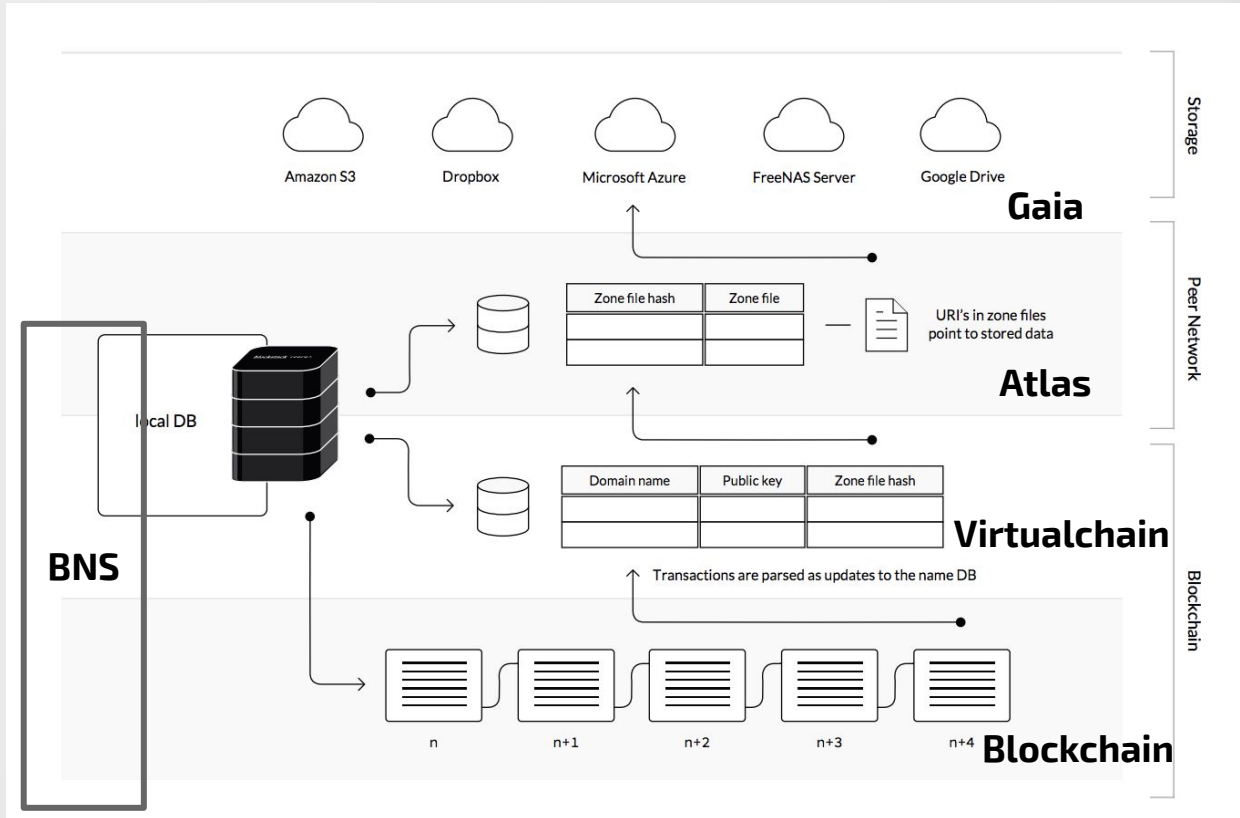 Storage
Amazon S3
Dropbox
Microsoft Azure
FreeNAS Server
Google Drive
Gaia
Peer Network
Zone file hash
Zone file
URI's in zone files
point to stored data
Atlas
local DB
Domain name
Public key
Zone file hash
Virtualchain
BNS
Transactions are parsed as updates to the name DB
Blockchain
n
n+1
n+2
n+3
n+4
Blockchain